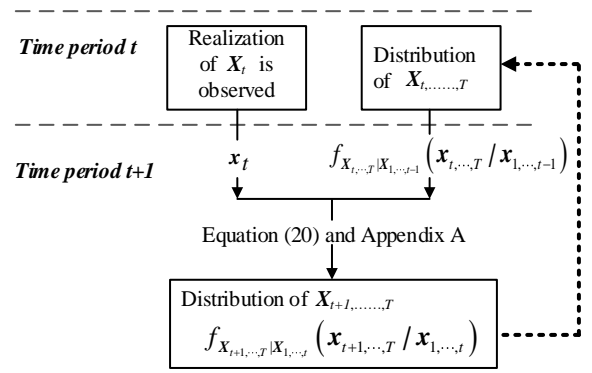 Time period t
Realization
of X_t is
observed
Distribution
of X_{t,……,T}
Time period t+1
x_t
f_{X_{t,⋯,T}|X_{1,⋯,t-1}} (x_{t,⋯,T} / x_{1,⋯,t-1})
Equation (20) and Appendix A
Distribution of X_{t+1,……,T}
f_{X_{t+1,⋯,T}|X_{1,⋯,t}} (x_{t+1,⋯,T} / x_{1,⋯,t})